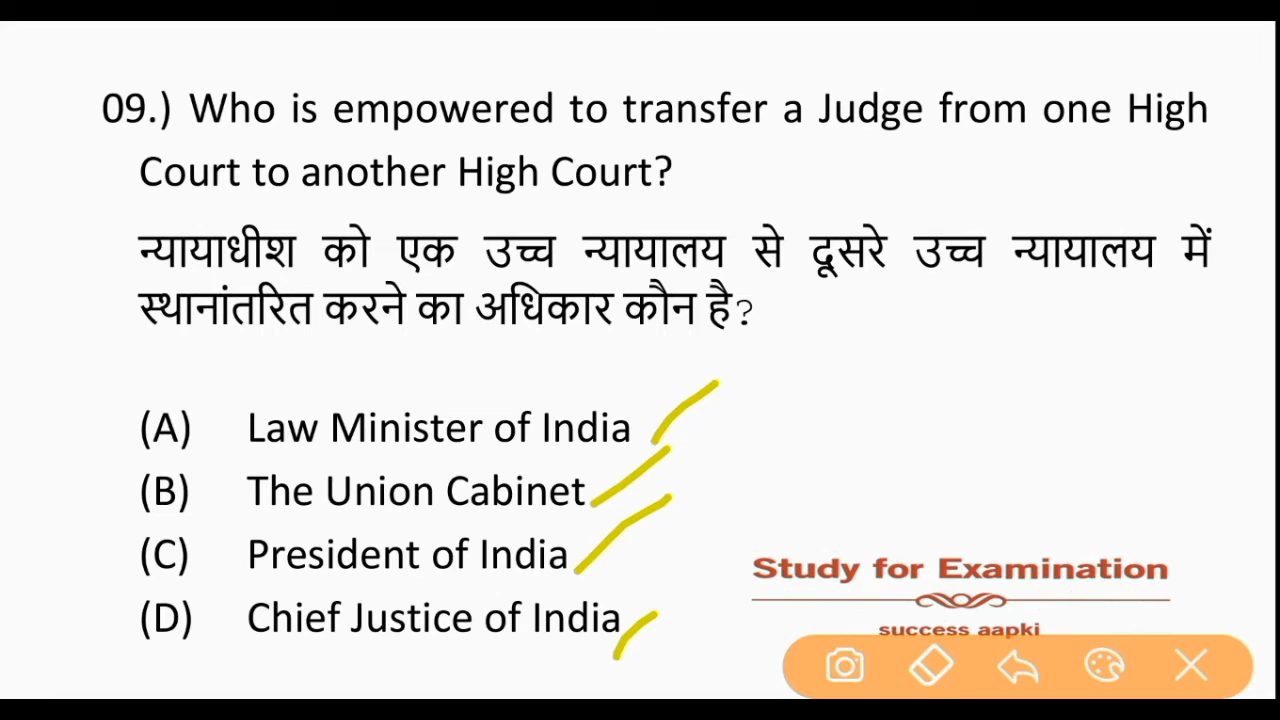 09.) Who is empowered to transfer a Judge from one High
Court to another High Court?
न्यायाधीश को एक उच्च न्यायालय से दूसरे उच्च न्यायालय में
स्थानांतरित करने का अधिकार कौन है?
(A) Law Minister of India
(B) The Union Cabinet
(C) President of India
(D) Chief Justice of India
Study for Examination
success aapki